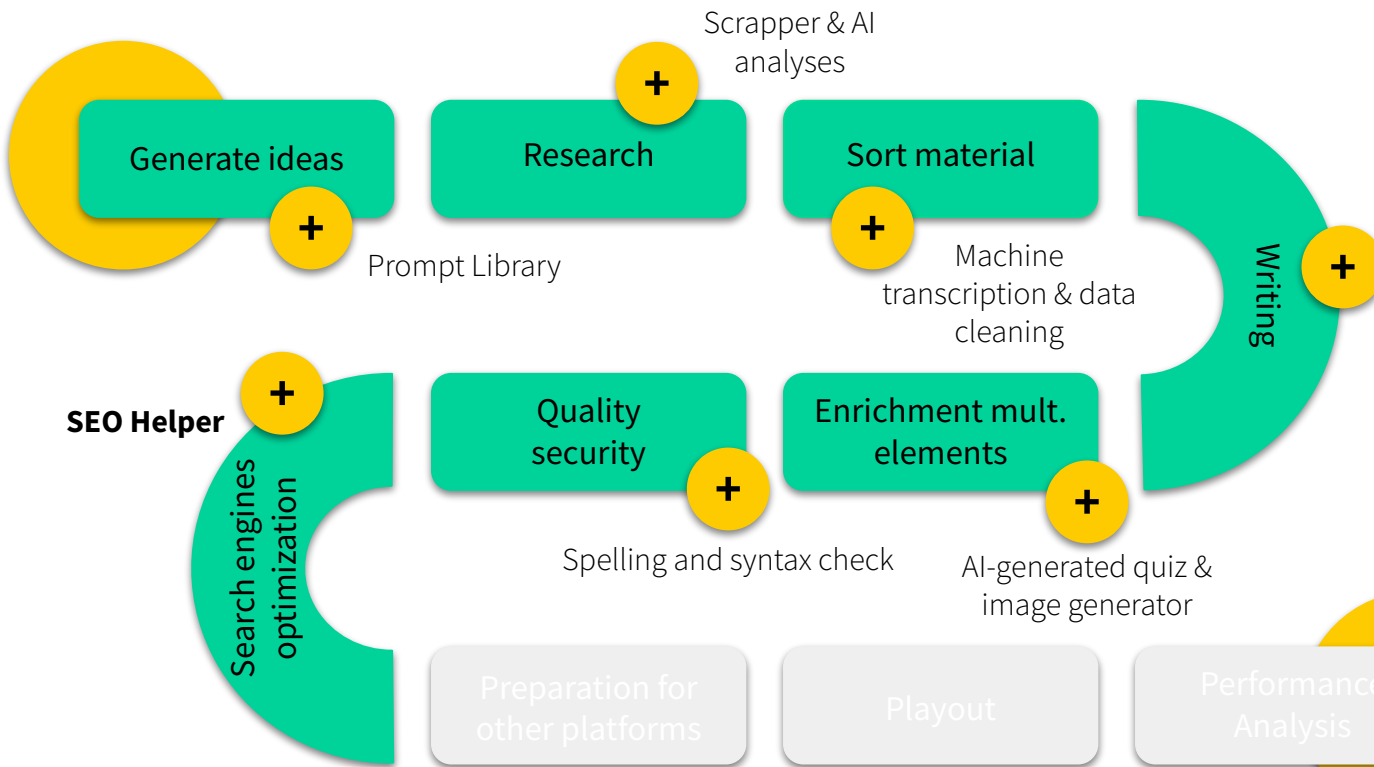 Scrapper & AI
analyses
+
Generate ideas
Research
Sort material
+
Prompt Library
+
Machine
transcription & data
cleaning
Writing
+
+
SEO Helper
Search engines
optimization
Quality
security
+
Spelling and syntax check
Enrichment mult.
elements
+
AI-generated quiz &
image generator
Preparation for
other platforms
Playout
Performance
Analysis